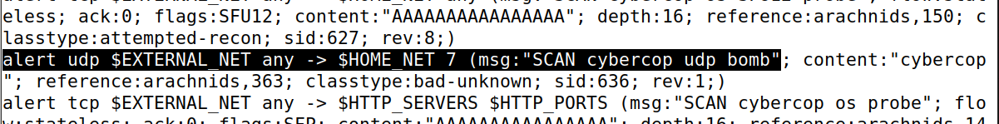 eless; ack:0; flags:SFU12; content:"AAAAAAAAAAAAAAAA"; depth:16; reference:arachnids,150; c
lasstype:attempted-recon; sid:627; rev:8;)
alert udp $EXTERNAL_NET any -> $HOME_NET 7 (msg:"SCAN cybercop udp bomb"; content:"cybercop
"; reference:arachnids,363; classtype:bad-unknown; sid:636; rev:1;)
alert tcp $EXTERNAL_NET any -> $HTTP_SERVERS $HTTP_PORTS (msg:"SCAN cybercop os probe"; flo
w:stateless; ack:0; flags:SFP; content:"AAAAAAAAAAAAAAAA"; depth:16; reference:arachnids,14